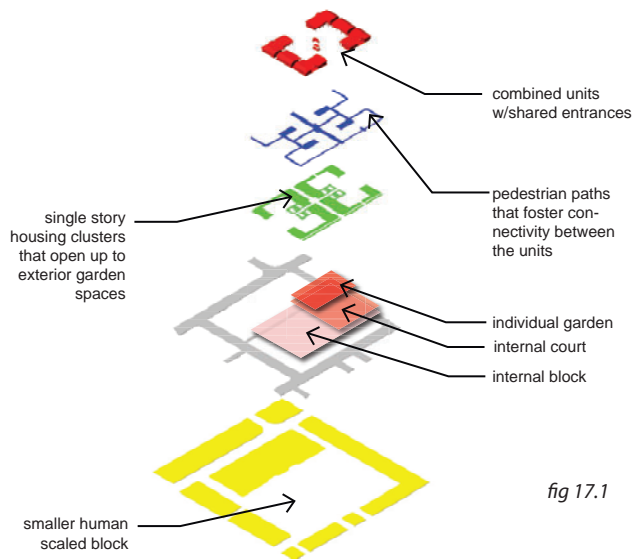 combined units
w/shared entrances
pedestrian paths
that foster con-
nectivity between
the units
single story
housing clusters
that open up to
exterior garden
spaces
individual garden
internal court
internal block
fig 17.1
smaller human
scaled block